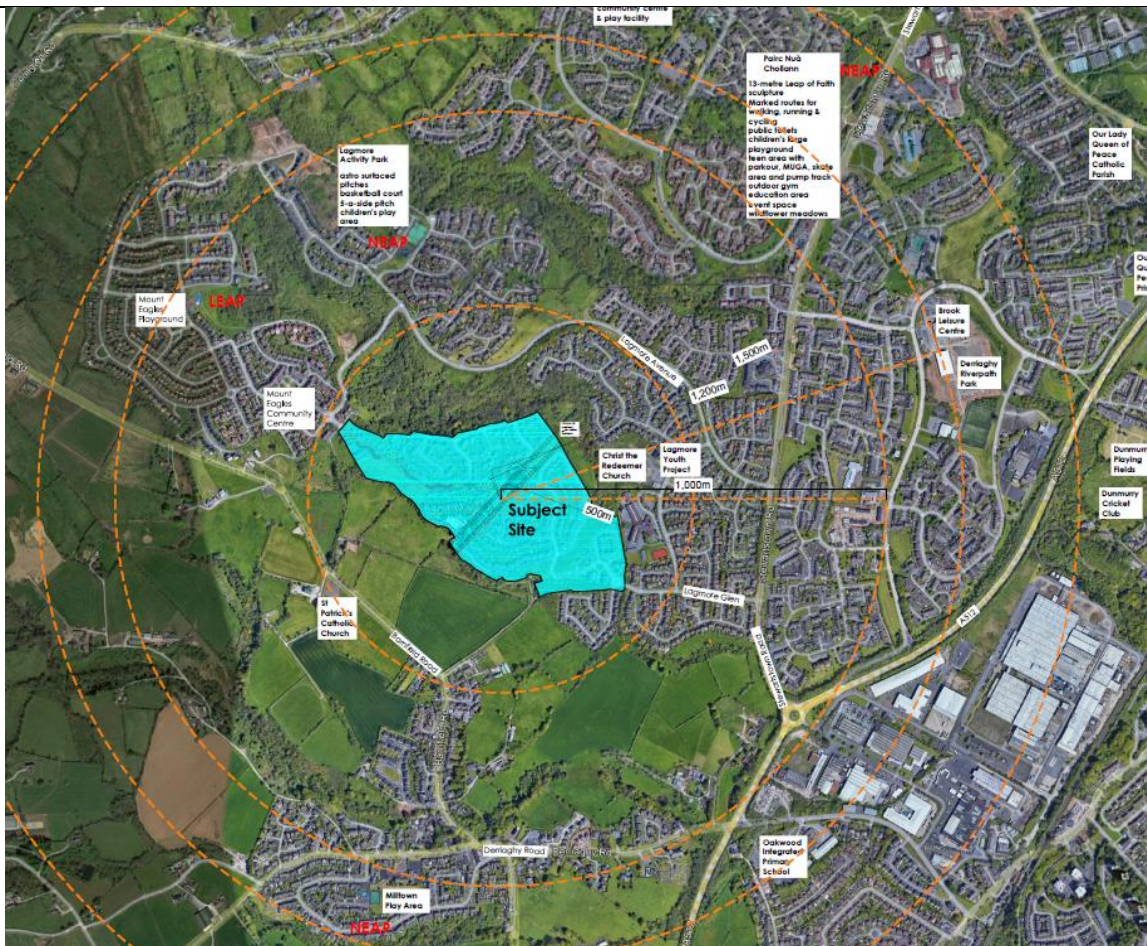 community centre
& play facility
Pairc Nuá
Chollann
13-metre Leap of Faith
sculpture
Marked routes for
walking, running &
cycling
public toilets
children's large
playground
teen area with
parkour, MUGA, skate
area and pump track
outdoor gym
education area
event space
wildflower meadows
NEAP
Our Lady
Queen of
Peace
Catholic
Parish
Lagmore
Activity Park
astro surfaced
pitches
basketball court
5-a-side pitch
children's play
area
NEAP
LEAP
Mount
Eagles
Playground
Brook
Leisure
Centre
Derriaghy
Riverpath
Park
Lagmore Avenue
1,500m
1,200m
Mount
Eagles
Community
Centre
Christ the
Redeemer
Church
Lagmore
Youth
Project
1,000m
500m
Subject
Site
Dunmurry
Cricket
Club
Lagmore Glen
A512
St
Patrick's
Catholic
Church
Barnfield Road
Stewartstown Road
Derriaghy Road
Oakwood
Integrated
Primary
School
Milltown
Play Area
NEAP